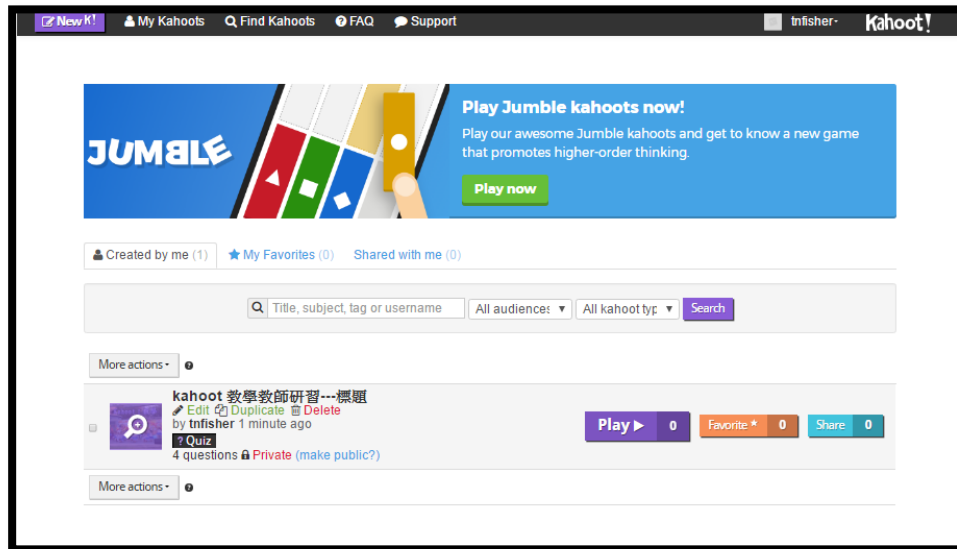 New K! My Kahoots Find Kahoots FAQ Support tnfisher Kahoot!
JUMBLE
Play Jumble kahoots now!
Play our awesome Jumble kahoots and get to know a new game
that promotes higher-order thinking.
Play now
Created by me (1) My Favorites (0) Shared with me (0)
Title, subject, tag or username All audiences All kahoot typ Search
More actions
kahoot 教學教師研習---標題
Edit Duplicate Delete
by tnfisher 1 minute ago
? Quiz
4 questions Private (make public?)
Play 0 Favorite 0 Share 0
More actions